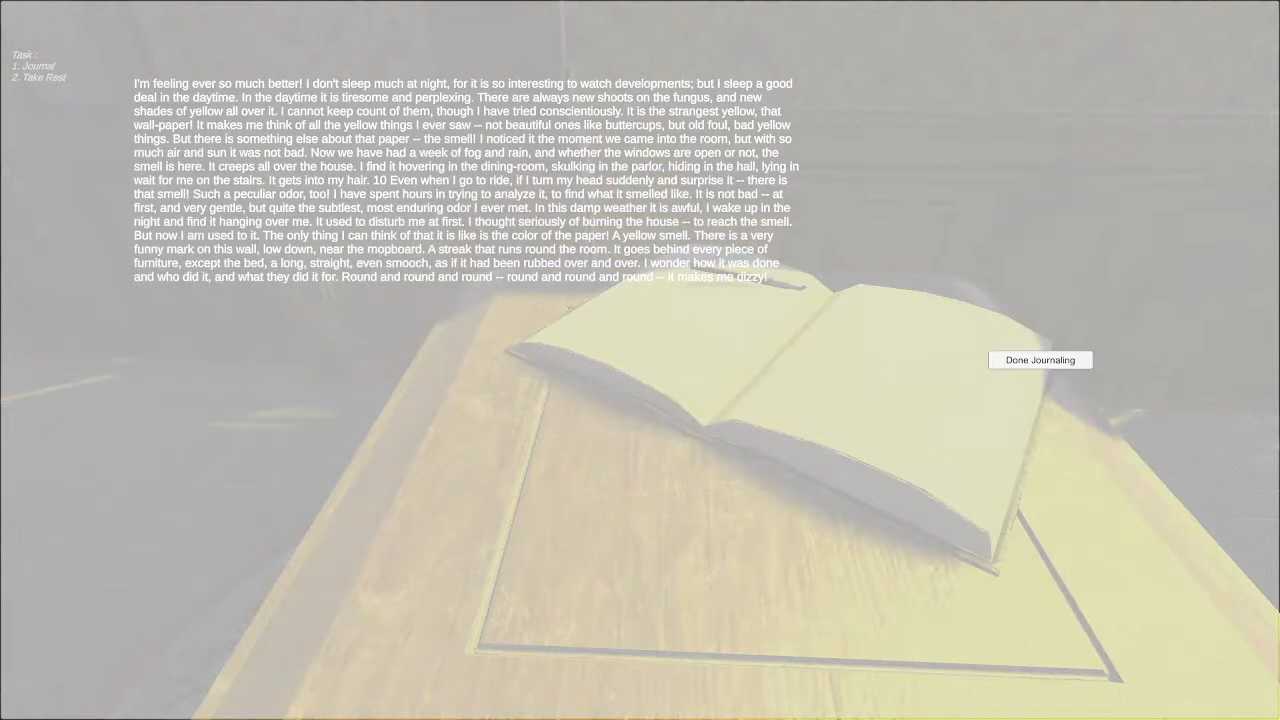 Task :
1. Journal
2. Take Rest
I'm feeling ever so much better! I don't sleep much at night, for it is so interesting to watch developments; but I sleep a good
deal in the daytime. In the daytime it is tiresome and perplexing. There are always new shoots on the fungus, and new
shades of yellow all over it. I cannot keep count of them, though I have tried conscientiously. It is the strangest yellow, that
wall-paper! It makes me think of all the yellow things I ever saw -- not beautiful ones like buttercups, but old foul, bad yellow
things. But there is something else about that paper -- the smell! I noticed it the moment we came into the room, but with so
much air and sun it was not bad. Now we have had a week of fog and rain, and whether the windows are open or not, the
smell is here. It creeps all over the house. I find it hovering in the dining-room, skulking in the parlor, hiding in the hall, lying in
wait for me on the stairs. It gets into my hair. 10 Even when I go to ride, if I turn my head suddenly and surprise it -- there is
that smell! Such a peculiar odor, too! I have spent hours in trying to analyze it, to find what it smelled like. It is not bad -- at
first, and very gentle, but quite the subtlest, most enduring odor I ever met. In this damp weather it is awful, I wake up in the
night and find it hanging over me. It used to disturb me at first. I thought seriously of burning the house -- to reach the smell.
But now I am used to it. The only thing I can think of that it is like is the color of the paper! A yellow smell. There is a very
funny mark on this wall, low down, near the mopboard. A streak that runs round the room. It goes behind every piece of
furniture, except the bed, a long, straight, even smooch, as if it had been rubbed over and over. I wonder how it was done
and who did it, and what they did it for. Round and round and round -- round and round and round -- it makes me dizzy!
Done Journaling